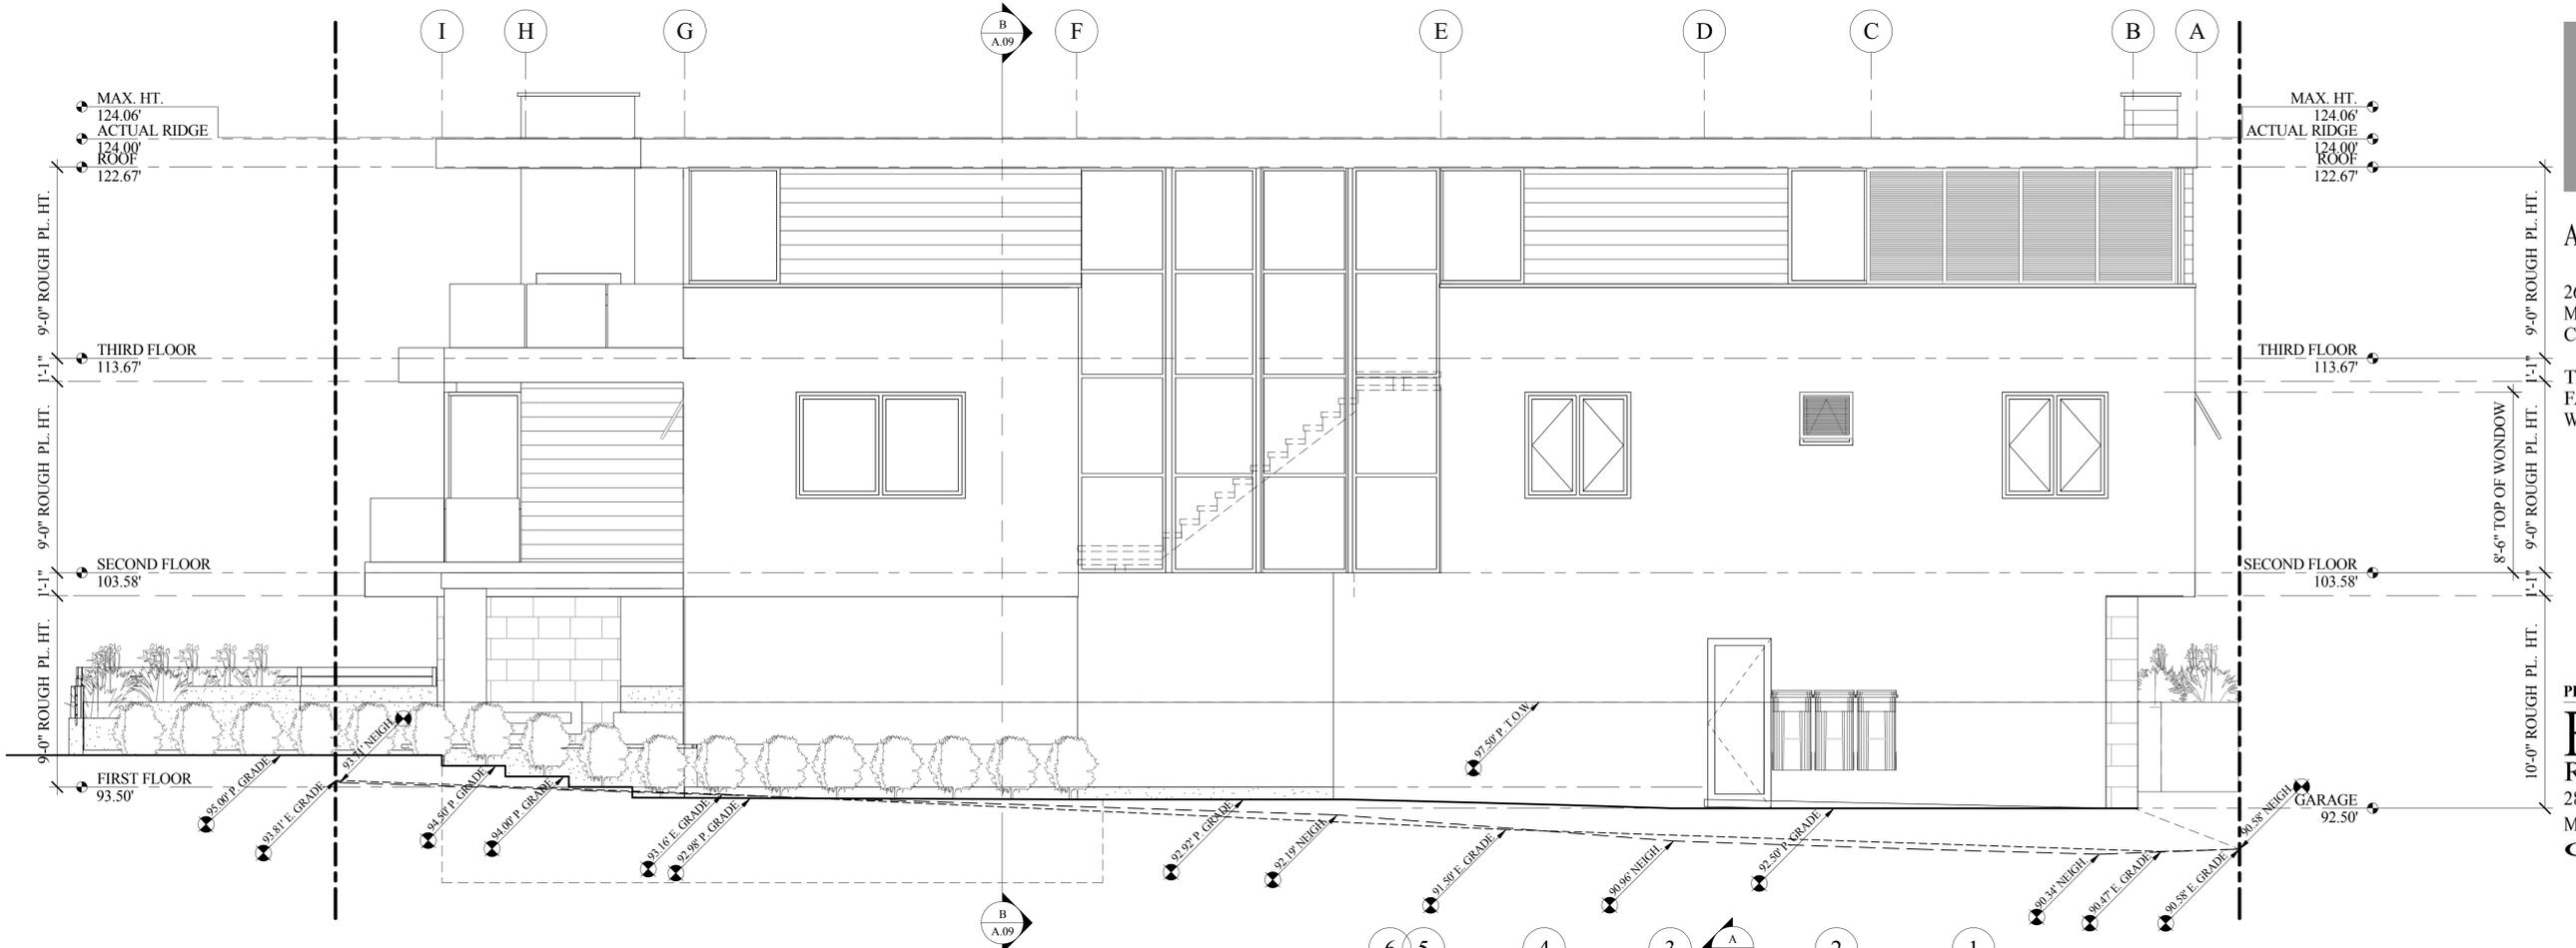 I H G B A.09 F E D C B A
MAX. HT.
124.06'
ACTUAL RIDGE
124.00'
ROOF
122.67'
THIRD FLOOR
113.67'
SECOND FLOOR
103.58'
FIRST FLOOR
93.50'
9'-0" ROUGH PL. HT.
1'-1"
9'-0" ROUGH PL. HT.
1'-1"
9'-0" ROUGH PL. HT.
MAX. HT.
124.06'
ACTUAL RIDGE
124.00'
ROOF
122.67'
THIRD FLOOR
113.67'
SECOND FLOOR
103.58'
GARAGE
92.50'
9'-0" ROUGH PL. HT.
1'-1"
9'-0" ROUGH PL. HT.
8'-6" TOP OF WONDOW
1'-1"
10'-0" ROUGH PL. HT.
95.00' P. GRADE
93.81' E. GRADE
93.71' NEIGH.
94.50' P. GRADE
94.00' P. GRADE
93.16' E. GRADE
92.98' P. GRADE
92.92' P. GRADE
92.19' NEIGH.
97.50' P. T.O.W
91.50' E. GRADE
90.96' NEIGH.
92.50' P. GRADE
90.34' NEIGH.
90.47' E. GRADE
90.58' E. GRADE
90.58' NEIGH.
B
A.09
6 5 4 3 A 2 1